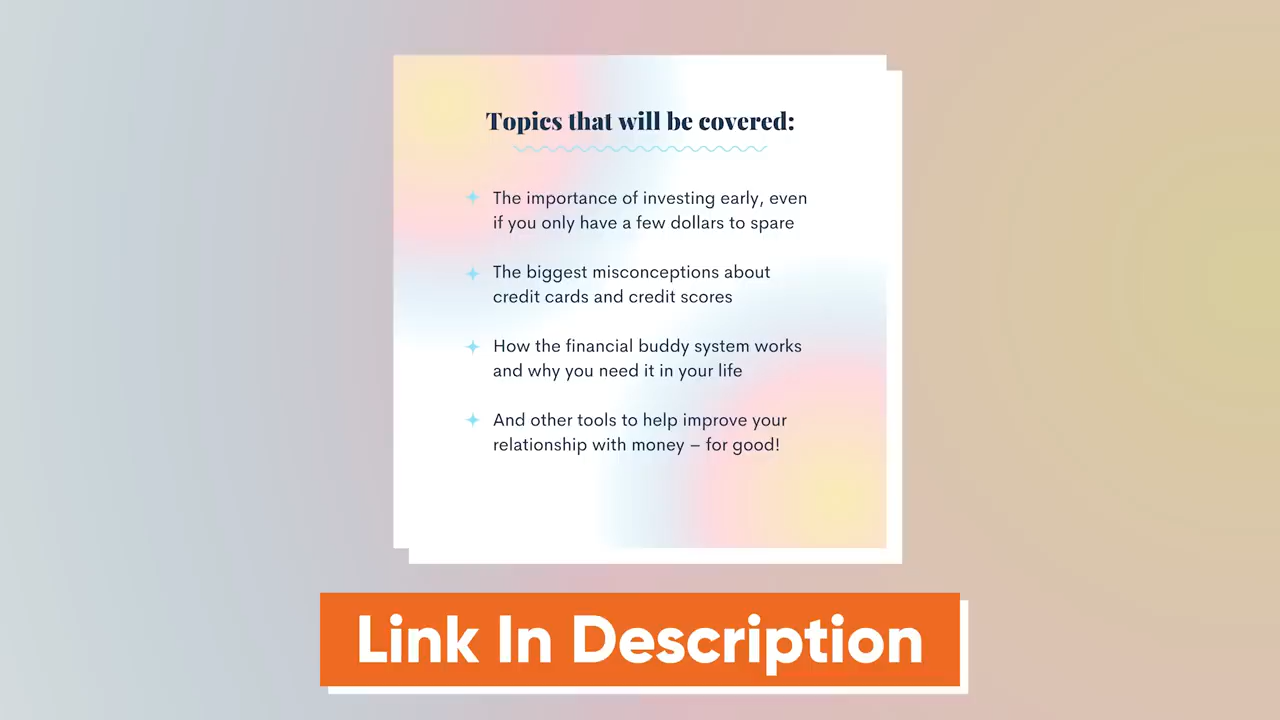 Topics that will be covered:
The importance of investing early, even
if you only have a few dollars to spare
The biggest misconceptions about
credit cards and credit scores
How the financial buddy system works
and why you need it in your life
And other tools to help improve your
relationship with money – for good!
Link In Description